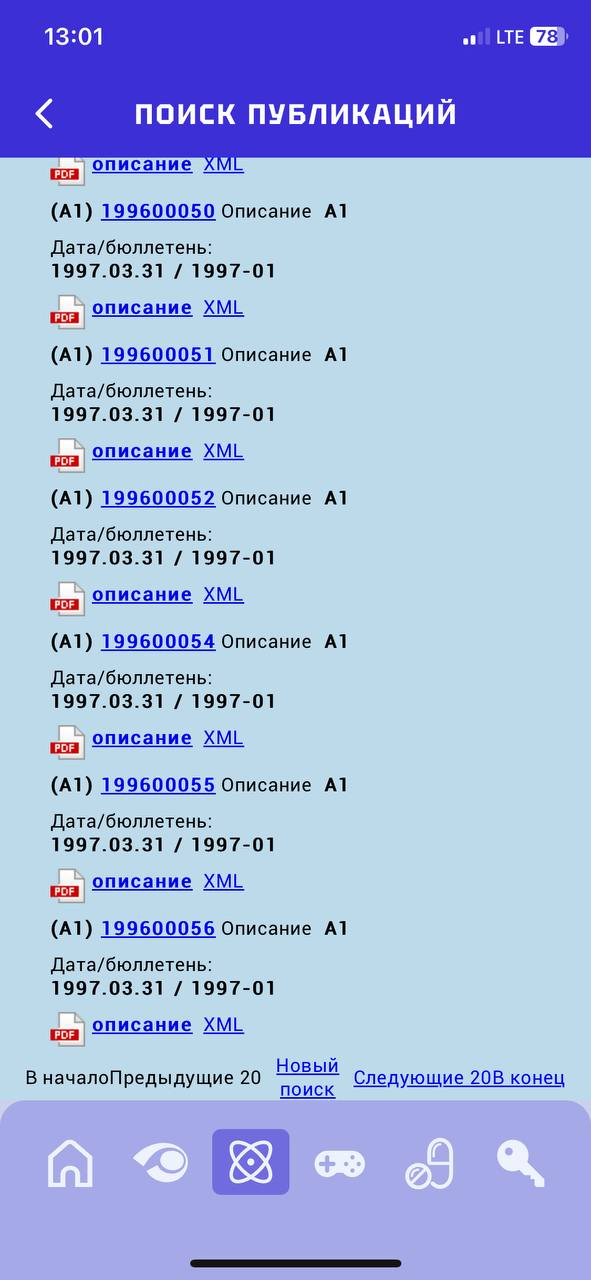 13:01 LTE 78
ПОИСК ПУБЛИКАЦИЙ
PDF описание XML
(A1) 199600050 Описание A1
Дата/бюллетень:
1997.03.31 / 1997-01
PDF описание XML
(A1) 199600051 Описание A1
Дата/бюллетень:
1997.03.31 / 1997-01
PDF описание XML
(A1) 199600052 Описание A1
Дата/бюллетень:
1997.03.31 / 1997-01
PDF описание XML
(A1) 199600054 Описание A1
Дата/бюллетень:
1997.03.31 / 1997-01
PDF описание XML
(A1) 199600055 Описание A1
Дата/бюллетень:
1997.03.31 / 1997-01
PDF описание XML
(A1) 199600056 Описание A1
Дата/бюллетень:
1997.03.31 / 1997-01
PDF описание XML
В началоПредыдущие 20 Новый
поиск Следующие 20В конец